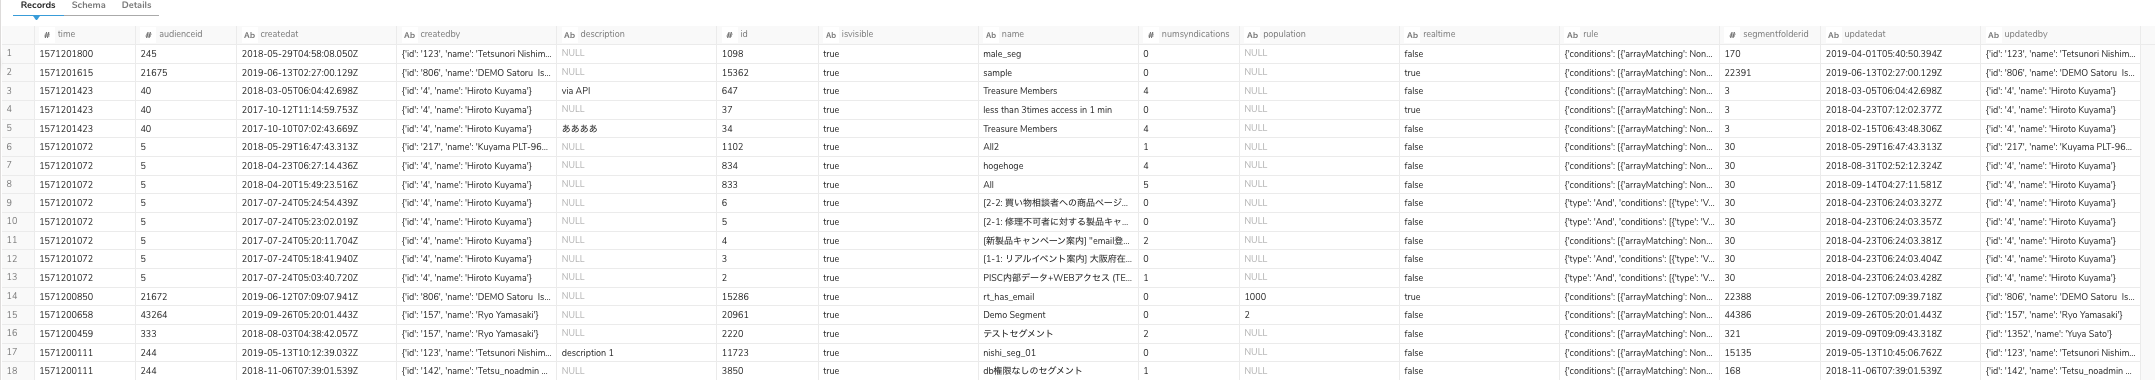 Records Schema Details
# time # audienceid Ab createdat Ab createdby Ab description # id Ab isvisible Ab name # numsyndications Ab population Ab realtime Ab rule # segmentfolderid Ab updatedat Ab updatedby
1 1571201800 245 2018-05-29T04:58:08.050Z {'id': '123', 'name': 'Tetsunori Nishim... NULL 1098 true male_seg 0 NULL false {'conditions': [{'arrayMatching': Non... 170 2019-04-01T05:40:50.394Z {'id': '123', 'name': 'Tetsunori Nishim...
2 1571201615 21675 2019-06-13T02:27:00.129Z {'id': '806', 'name': 'DEMO Satoru Is... NULL 15362 true sample 0 NULL true {'conditions': [{'arrayMatching': Non... 22391 2019-06-13T02:27:00.129Z {'id': '806', 'name': 'DEMO Satoru Is...
3 1571201423 40 2018-03-05T06:04:42.698Z {'id': '4', 'name': 'Hiroto Kuyama'} via API 647 true Treasure Members 4 NULL false {'conditions': [{'arrayMatching': Non... 3 2018-03-05T06:04:42.698Z {'id': '4', 'name': 'Hiroto Kuyama'}
4 1571201423 40 2017-10-12T11:14:59.753Z {'id': '4', 'name': 'Hiroto Kuyama'} NULL 37 true less than 3times access in 1 min 0 NULL true {'conditions': [{'arrayMatching': Non... 3 2018-04-23T07:12:02.377Z {'id': '4', 'name': 'Hiroto Kuyama'}
5 1571201423 40 2017-10-10T07:02:43.669Z {'id': '4', 'name': 'Hiroto Kuyama'} ああああ 34 true Treasure Members 4 NULL false {'conditions': [{'arrayMatching': Non... 3 2018-02-15T06:43:48.306Z {'id': '4', 'name': 'Hiroto Kuyama'}
6 1571201072 5 2018-05-29T16:47:43.313Z {'id': '217', 'name': 'Kuyama PLT-96... NULL 1102 true All2 1 NULL false {'conditions': [{'arrayMatching': Non... 30 2018-05-29T16:47:43.313Z {'id': '217', 'name': 'Kuyama PLT-96...
7 1571201072 5 2018-04-23T06:27:14.436Z {'id': '4', 'name': 'Hiroto Kuyama'} NULL 834 true hogehoge 4 NULL false {'conditions': [{'arrayMatching': Non... 30 2018-08-31T02:52:12.324Z {'id': '4', 'name': 'Hiroto Kuyama'}
8 1571201072 5 2018-04-20T15:49:23.516Z {'id': '4', 'name': 'Hiroto Kuyama'} NULL 833 true All 5 NULL false {'conditions': [{'arrayMatching': Non... 30 2018-09-14T04:27:11.581Z {'id': '4', 'name': 'Hiroto Kuyama'}
9 1571201072 5 2017-07-24T05:24:54.439Z {'id': '4', 'name': 'Hiroto Kuyama'} NULL 6 true [2-2: 買い物相談者への商品ページ... 0 NULL false {'type': 'And', 'conditions': [{'type': 'V... 30 2018-04-23T06:24:03.327Z {'id': '4', 'name': 'Hiroto Kuyama'}
10 1571201072 5 2017-07-24T05:23:02.019Z {'id': '4', 'name': 'Hiroto Kuyama'} NULL 5 true [2-1: 修理不可者に対する製品キャ... 0 NULL false {'type': 'And', 'conditions': [{'type': 'V... 30 2018-04-23T06:24:03.357Z {'id': '4', 'name': 'Hiroto Kuyama'}
11 1571201072 5 2017-07-24T05:20:11.704Z {'id': '4', 'name': 'Hiroto Kuyama'} NULL 4 true [新製品キャンペーン案内] "email登... 2 NULL false {'conditions': [{'arrayMatching': Non... 30 2018-04-23T06:24:03.381Z {'id': '4', 'name': 'Hiroto Kuyama'}
12 1571201072 5 2017-07-24T05:18:41.940Z {'id': '4', 'name': 'Hiroto Kuyama'} NULL 3 true [1-1: リアルイベント案内] 大阪府在... 0 NULL false {'type': 'And', 'conditions': [{'type': 'V... 30 2018-04-23T06:24:03.404Z {'id': '4', 'name': 'Hiroto Kuyama'}
13 1571201072 5 2017-07-24T05:03:40.720Z {'id': '4', 'name': 'Hiroto Kuyama'} NULL 2 true PISC内部データ+WEBアクセス (TE... 1 NULL false {'type': 'And', 'conditions': [{'type': 'V... 30 2018-04-23T06:24:03.428Z {'id': '4', 'name': 'Hiroto Kuyama'}
14 1571200850 21672 2019-06-12T07:09:07.941Z {'id': '806', 'name': 'DEMO Satoru Is... NULL 15286 true rt_has_email 0 1000 true {'conditions': [{'arrayMatching': Non... 22388 2019-06-12T07:09:39.718Z {'id': '806', 'name': 'DEMO Satoru Is...
15 1571200658 43264 2019-09-26T05:20:01.443Z {'id': '157', 'name': 'Ryo Yamasaki'} NULL 20961 true Demo Segment 0 2 false {'conditions': [{'arrayMatching': Non... 44386 2019-09-26T05:20:01.443Z {'id': '157', 'name': 'Ryo Yamasaki'}
16 1571200459 333 2018-08-03T04:38:42.057Z {'id': '157', 'name': 'Ryo Yamasaki'} NULL 2220 true テストセグメント 2 NULL false {'conditions': [{'arrayMatching': Non... 321 2019-09-09T09:09:43.318Z {'id': '1352', 'name': 'Yuya Sato'}
17 1571200111 244 2019-05-13T10:12:39.032Z {'id': '123', 'name': 'Tetsunori Nishim... description 1 11723 true nishi_seg_01 0 NULL false {'conditions': [{'arrayMatching': Non... 15135 2019-05-13T10:45:06.762Z {'id': '123', 'name': 'Tetsunori Nishim...
18 1571200111 244 2018-11-06T07:39:01.539Z {'id': '142', 'name': 'Tetsu_noadmin ... NULL 3850 true db権限なしのセグメント 1 NULL false {'conditions': [{'arrayMatching': Non... 168 2018-11-06T07:39:01.539Z {'id': '142', 'name': 'Tetsu_noadmin ...